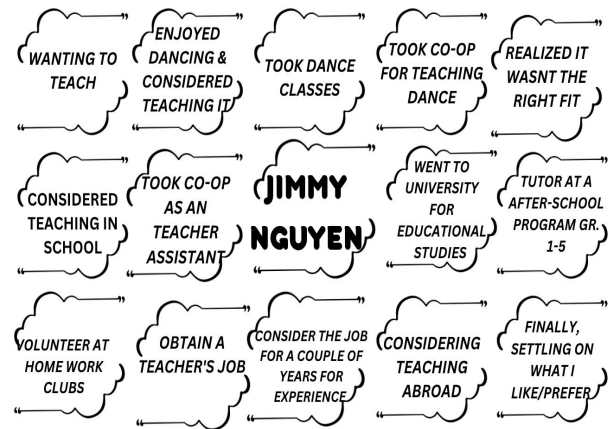 WANTING TO
TEACH
ENJOYED
DANCING &
CONSIDERED
TEACHING IT
TOOK DANCE
CLASSES
TOOK CO-OP
FOR TEACHING
DANCE
REALIZED IT
WASNT THE
RIGHT FIT
CONSIDERED
TEACHING IN
SCHOOL
TOOK CO-OP
AS AN
TEACHER
ASSISTANT
JIMMY
NGUYEN
WENT TO
UNIVERSITY
FOR
EDUCATIONAL
STUDIES
TUTOR AT A
AFTER-SCHOOL
PROGRAM GR.
1-5
VOLUNTEER AT
HOME WORK
CLUBS
OBTAIN A
TEACHER'S JOB
CONSIDER THE JOB
FOR A COUPLE OF
YEARS FOR
EXPERIENCE
CONSIDERING
TEACHING
ABROAD
FINALLY,
SETTLING ON
WHAT I
LIKE/PREFER